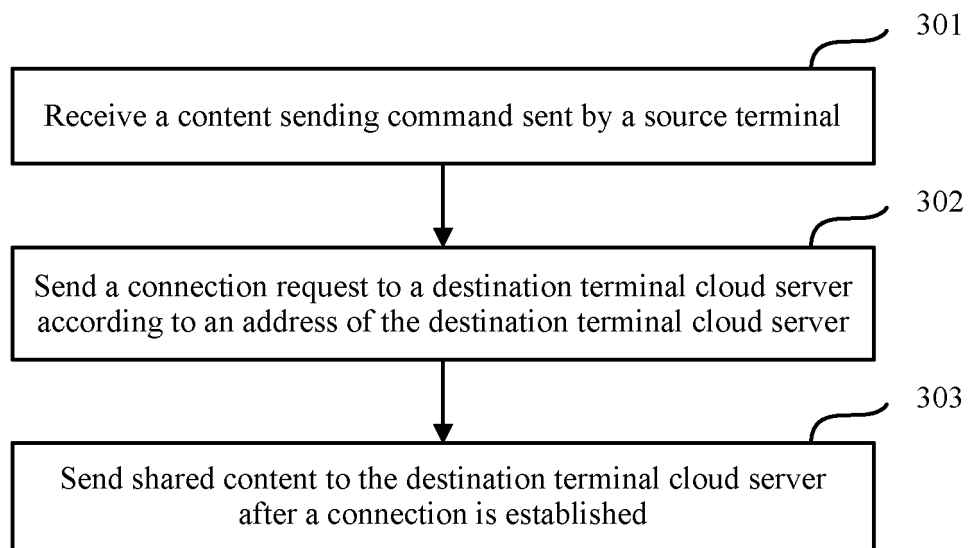 301
Receive a content sending command sent by a source terminal
302
Send a connection request to a destination terminal cloud server
according to an address of the destination terminal cloud server
303
Send shared content to the destination terminal cloud server
after a connection is established